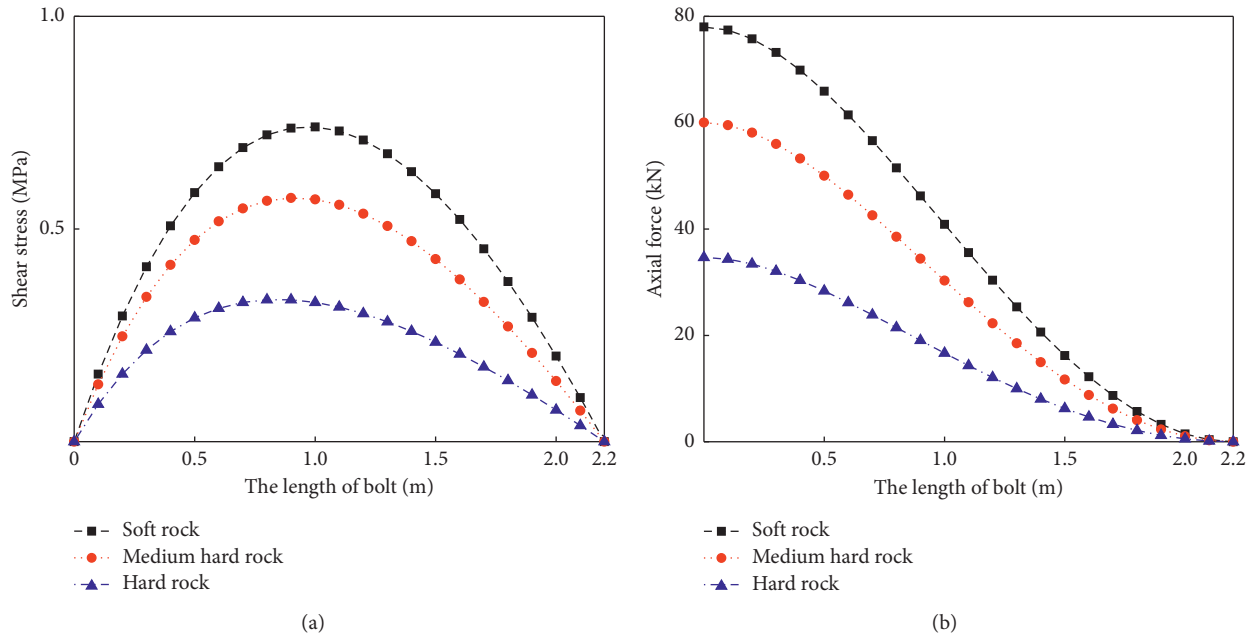 1.0
0.5
0
Shear stress (MPa)
0 0.5 1.0 1.5 2.0 2.2
The length of bolt (m)
Soft rock
Medium hard rock
Hard rock
(a)
80
60
40
20
0
Axial force (kN)
0.5 1.0 1.5 2.0 2.2
The length of bolt (m)
Soft rock
Medium hard rock
Hard rock
(b)